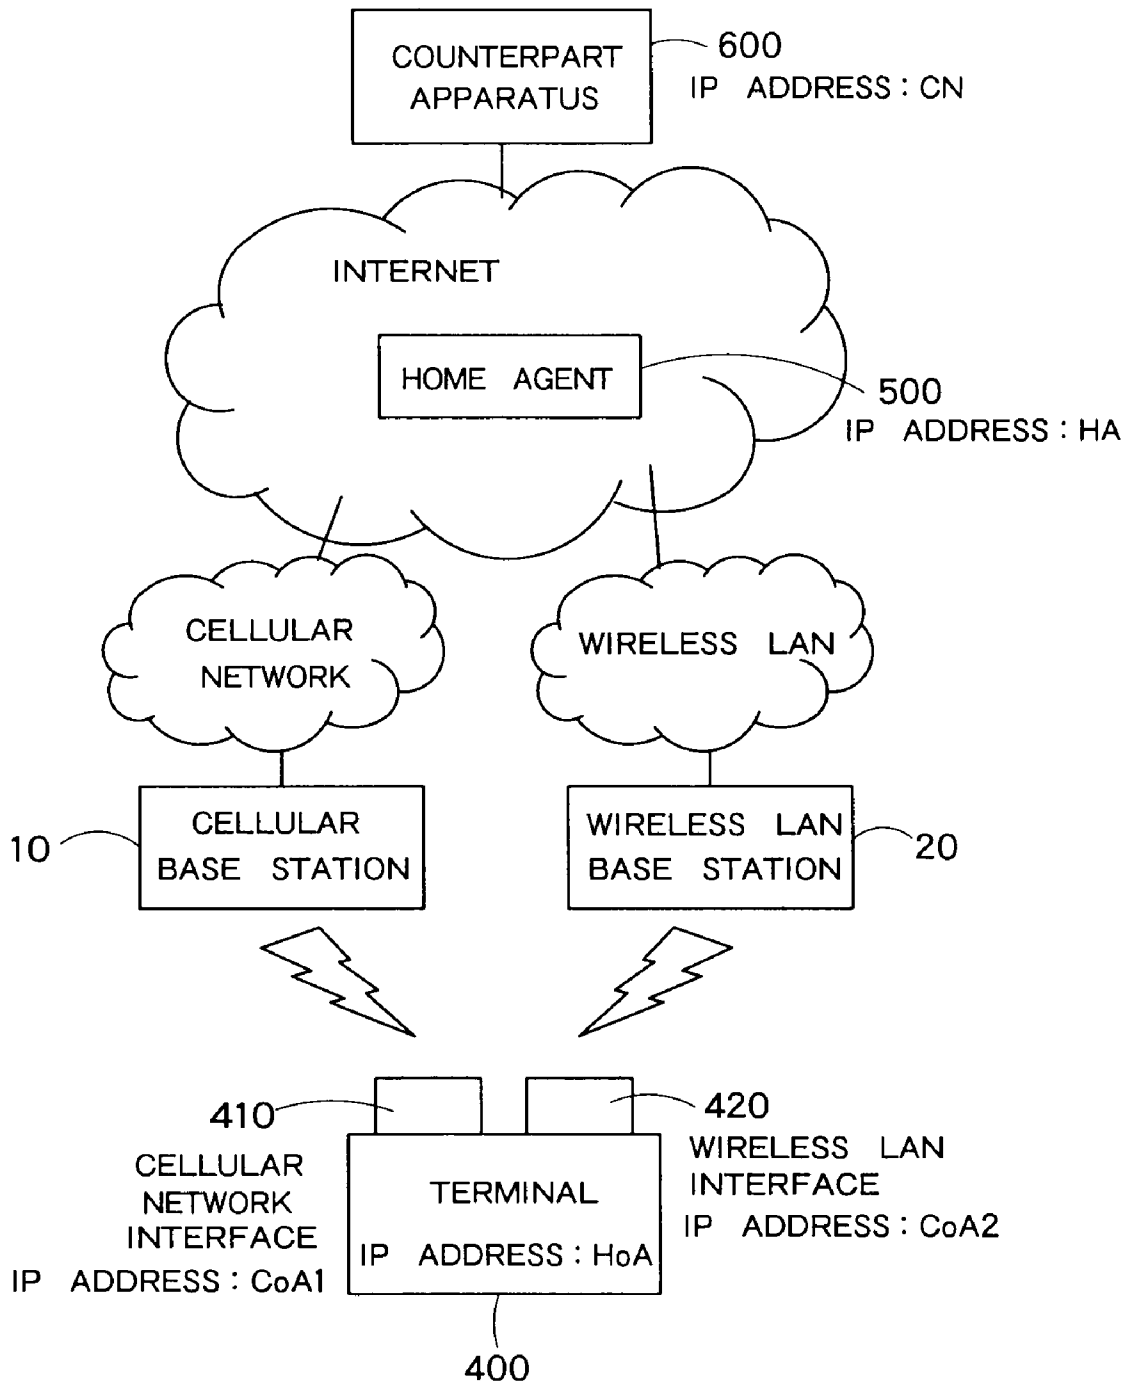 COUNTERPART
APPARATUS
600
IP ADDRESS : CN
INTERNET
HOME AGENT
500
IP ADDRESS : HA
CELLULAR
NETWORK
WIRELESS LAN
10
CELLULAR
BASE STATION
WIRELESS LAN
BASE STATION
20
410
CELLULAR
NETWORK
INTERFACE
IP ADDRESS : CoA1
420
WIRELESS LAN
INTERFACE
IP ADDRESS : CoA2
TERMINAL
IP ADDRESS : HoA
400